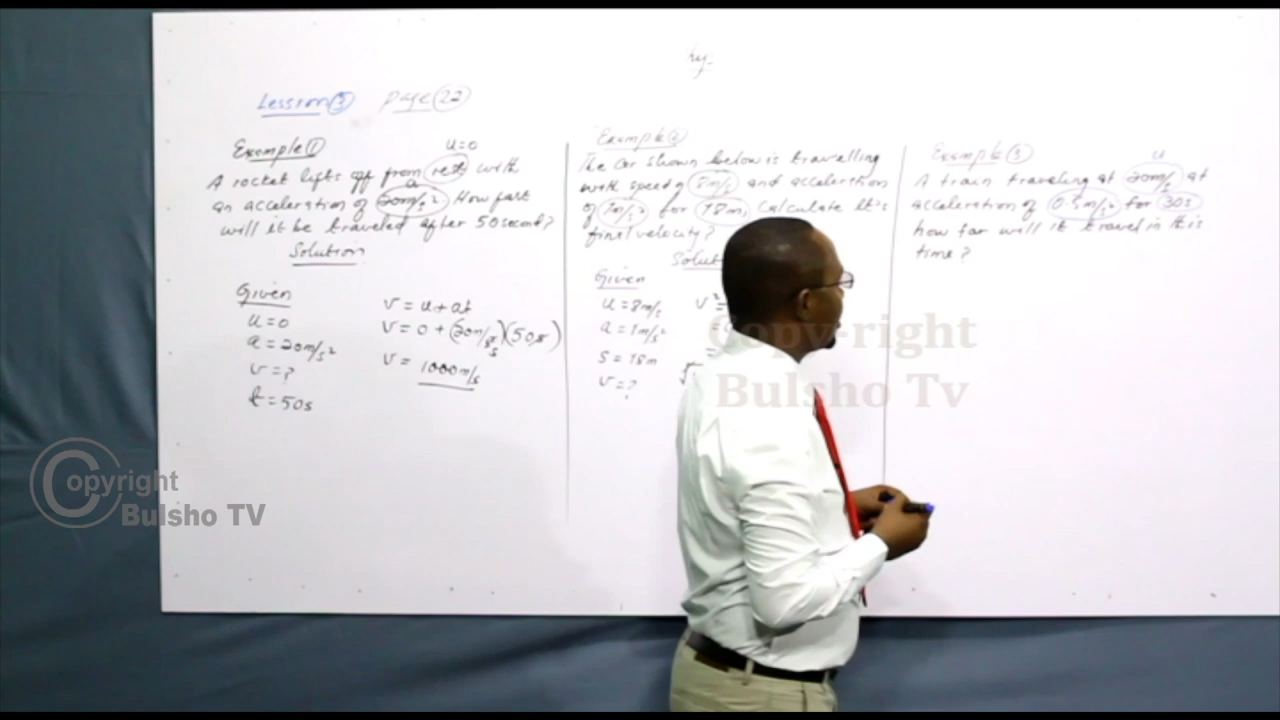 Lession 3 page 22
Example 1
u=0
A rocket lifts off from rest with
a
an acceleration of 20m/s² How fast
will it be traveled after 50second?
Solution
Given
u=0
a=20m/s²
v=?
t=50s
v=u+at
v=0+(20m/s·s)(50s)
v= 1000m/s
Example 2
The Car shown below is travelling
with speed of 8m/s and acceleration
of 1m/s² for 18m, Calculate it's
final velocity?
Given
u=8m/s
a=1m/s²
s=18m
v=?
Example 3
u
A train traveling at 20m/s at
acceleration of 0.5m/s² for 30s
how far will it travel in this
time?
Copy-right
Bulsho Tv
Copyright
Bulsho TV